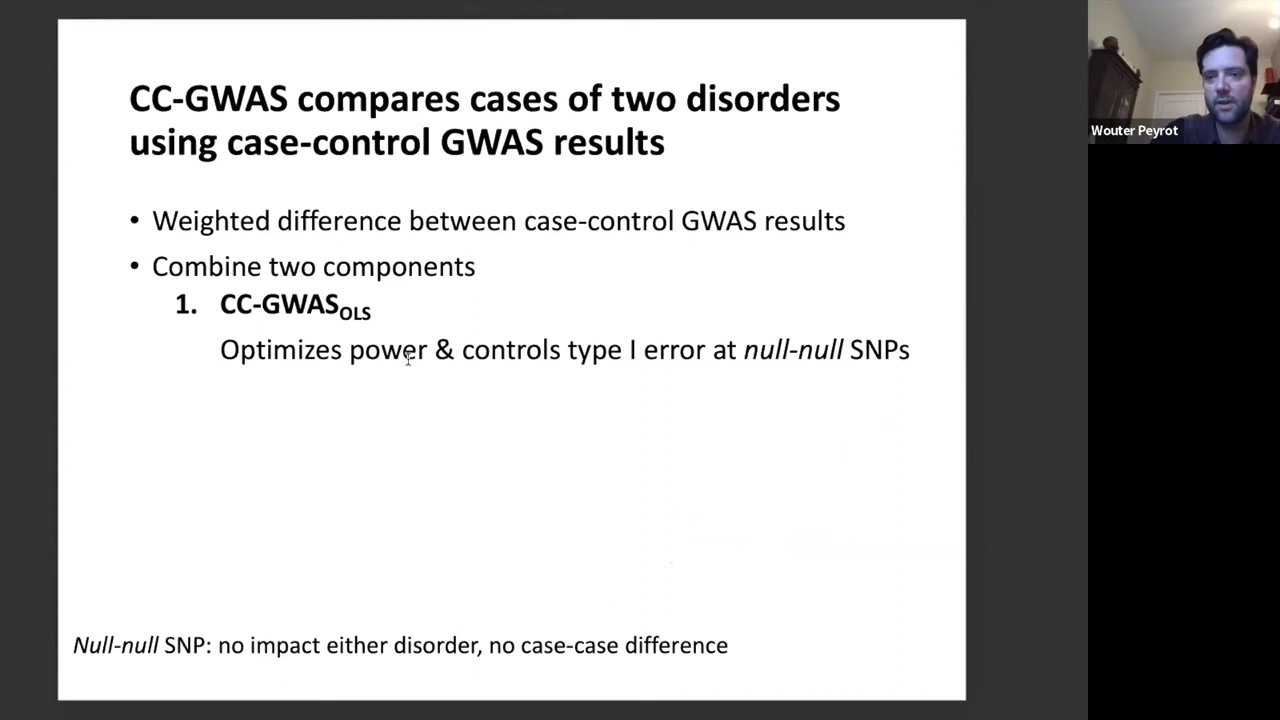 CC-GWAS compares cases of two disorders
using case-control GWAS results
• Weighted difference between case-control GWAS results
• Combine two components
1. CC-GWASOLS
Optimizes power & controls type I error at null-null SNPs
Null-null SNP: no impact either disorder, no case-case difference
Wouter Peyrot